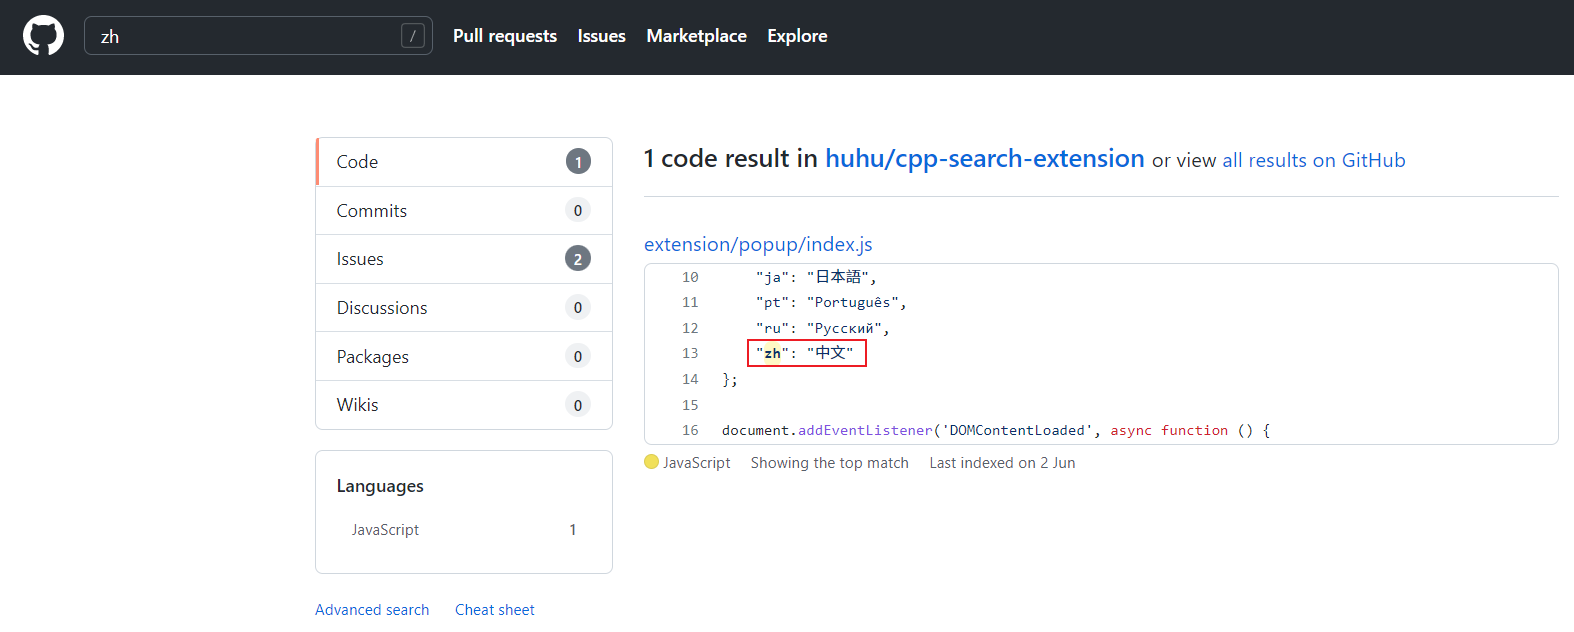 zh /
Pull requests Issues Marketplace Explore
Code 1
Commits 0
Issues 2
Discussions 0
Packages 0
Wikis 0
Languages
JavaScript 1
Advanced search Cheat sheet
1 code result in huhu/cpp-search-extension or view all results on GitHub
extension/popup/index.js
10 "ja": "日本語",
11 "pt": "Português",
12 "ru": "Русский",
13 "zh": "中文"
14 };
15
16 document.addEventListener('DOMContentLoaded', async function () {
JavaScript Showing the top match Last indexed on 2 Jun